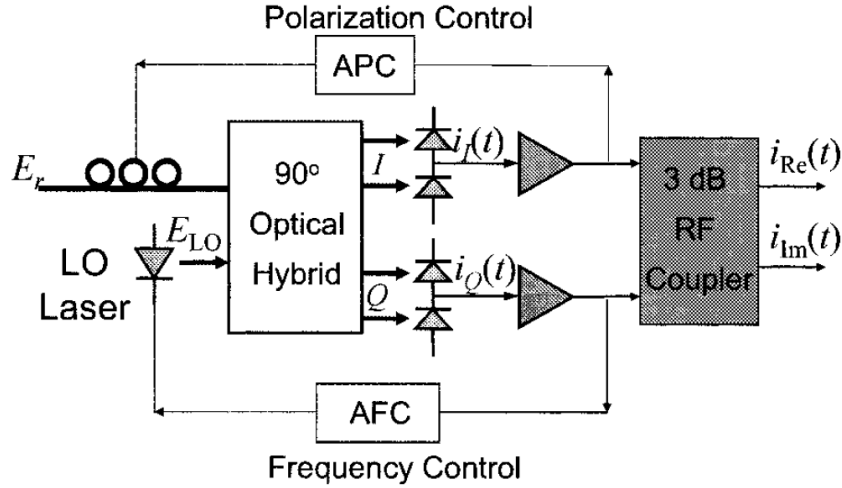 Polarization Control
APC
E_r
90°
Optical
Hybrid
I
Q
E_LO
LO
Laser
i_I(t)
i_Q(t)
3 dB
RF
Coupler
i_Re(t)
i_Im(t)
AFC
Frequency Control